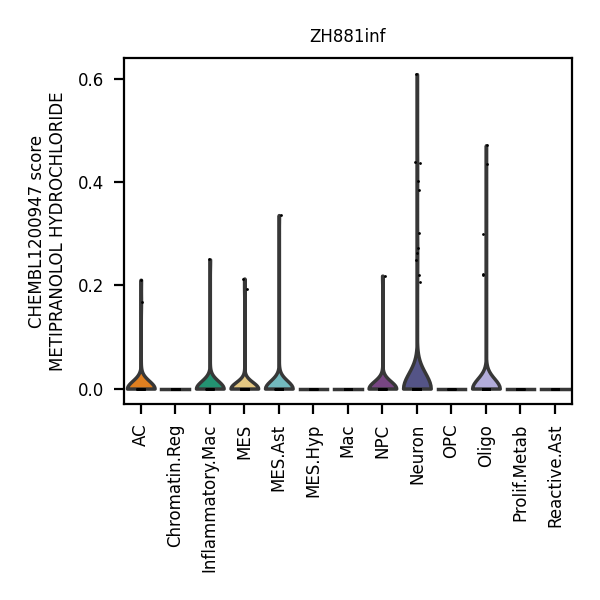 ZH881inf
CHEMBL1200947 score
METIPRANOLOL HYDROCHLORIDE
0.6
0.4
0.2
0.0
AC
Chromatin.Reg
Inflammatory.Mac
MES
MES.Ast
MES.Hyp
Mac
NPC
Neuron
OPC
Oligo
Prolif.Metab
Reactive.Ast